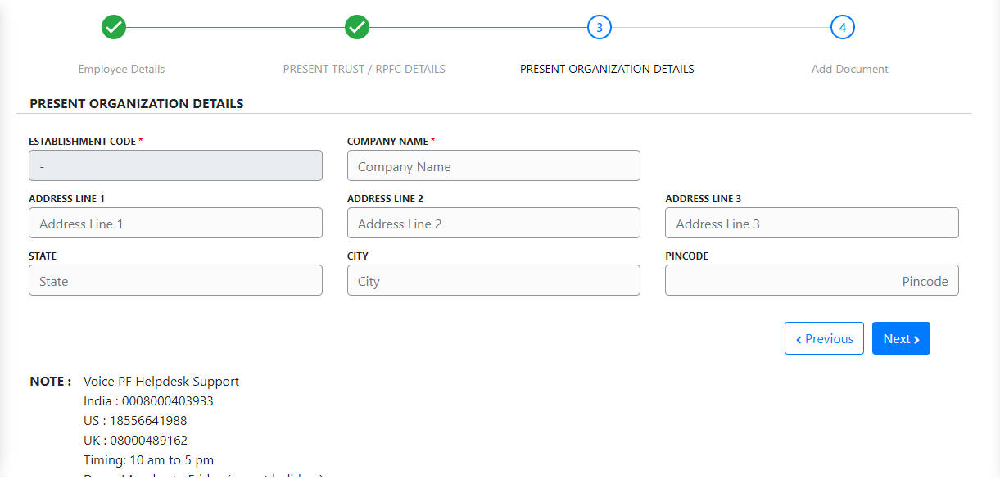 3
4
Employee Details
PRESENT TRUST / RPFC DETAILS
PRESENT ORGANIZATION DETAILS
Add Document
PRESENT ORGANIZATION DETAILS
ESTABLISHMENT CODE *
COMPANY NAME *
-
Company Name
ADDRESS LINE 1
ADDRESS LINE 2
ADDRESS LINE 3
Address Line 1
Address Line 2
Address Line 3
STATE
CITY
PINCODE
State
City
Pincode
Previous
Next
NOTE : Voice PF Helpdesk Support
India : 0008000403933
US : 18556641988
UK : 08000489162
Timing: 10 am to 5 pm